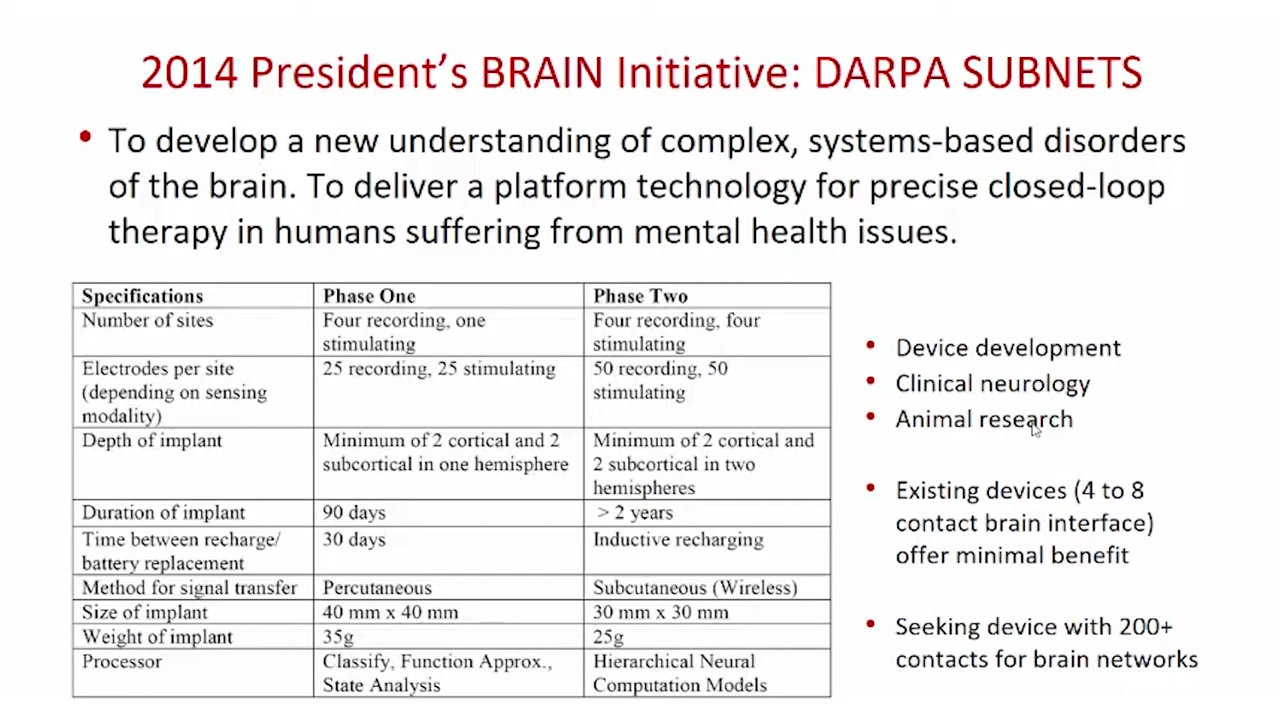 2014 President's BRAIN Initiative: DARPA SUBNETS
• To develop a new understanding of complex, systems-based disorders
of the brain. To deliver a platform technology for precise closed-loop
therapy in humans suffering from mental health issues.
Specifications Phase One Phase Two
Number of sites Four recording, one Four recording, four
stimulating stimulating
Electrodes per site 25 recording, 25 stimulating 50 recording, 50
(depending on sensing stimulating
modality)
Depth of implant Minimum of 2 cortical and 2 Minimum of 2 cortical and
subcortical in one hemisphere 2 subcortical in two
hemispheres
Duration of implant 90 days > 2 years
Time between recharge/ 30 days Inductive recharging
battery replacement
Method for signal transfer Percutaneous Subcutaneous (Wireless)
Size of implant 40 mm x 40 mm 30 mm x 30 mm
Weight of implant 35g 25g
Processor Classify, Function Approx., Hierarchical Neural
State Analysis Computation Models
• Device development
• Clinical neurology
• Animal research
• Existing devices (4 to 8
contact brain interface)
offer minimal benefit
• Seeking device with 200+
contacts for brain networks